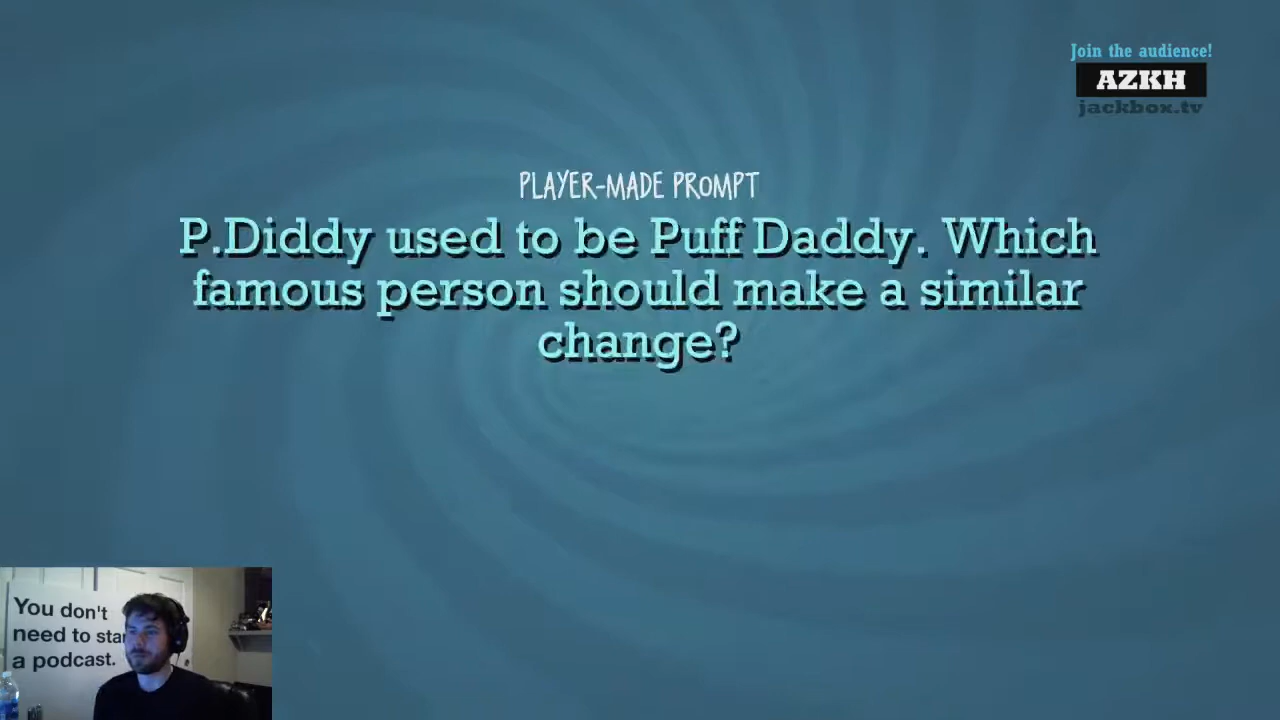 Join the audience!
AZKH
jackbox.tv
PLAYER-MADE PROMPT
P.Diddy used to be Puff Daddy. Which
famous person should make a similar
change?
You don't
need to star
a podcast.